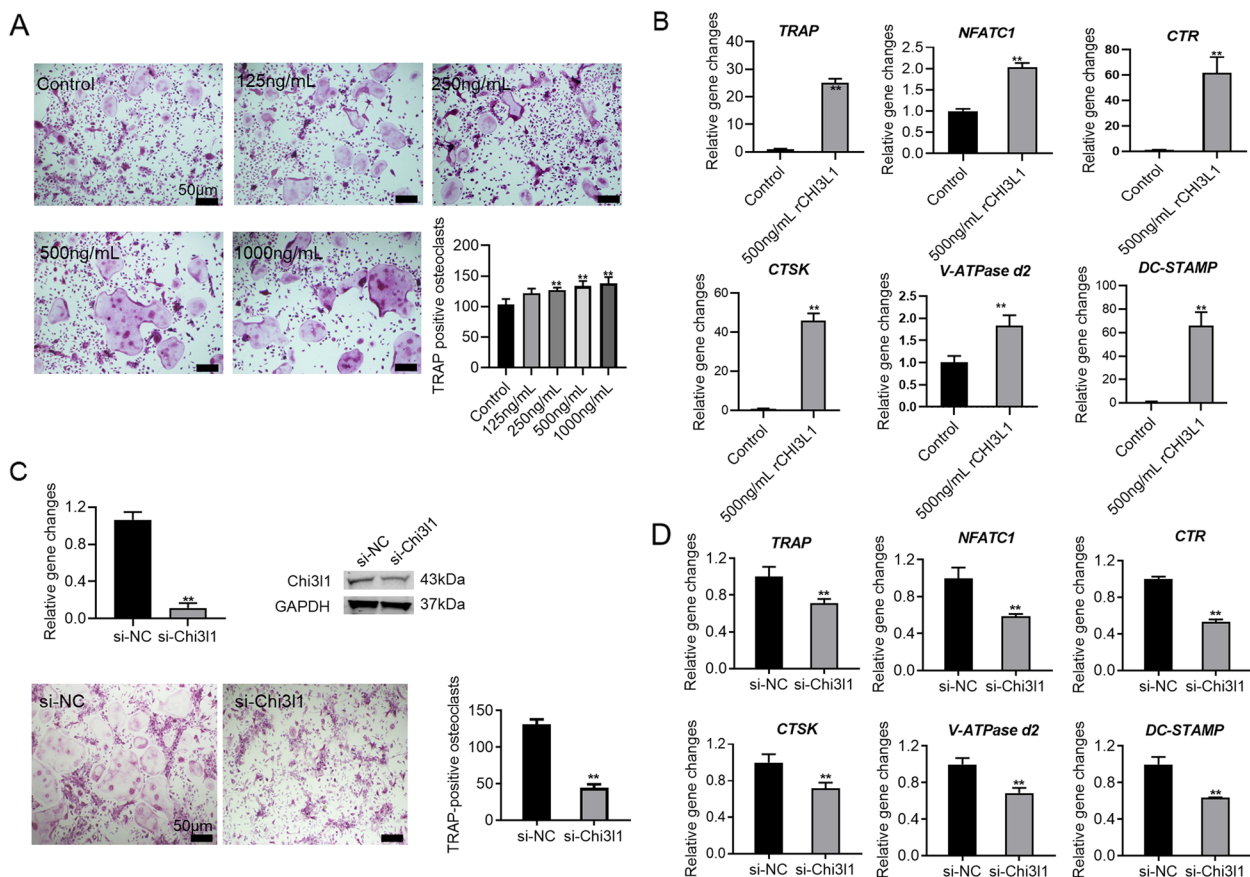 A
Control
50μm
125ng/mL
250ng/mL
500ng/mL
1000ng/mL
TRAP positive osteoclasts
200
150
100
50
0
**
**
**
Control
125ng/mL
250ng/mL
500ng/mL
1000ng/mL
B
TRAP
Relative gene changes
40
30
20
10
0
**
Control
500ng/mL rCHI3L1
NFATC1
Relative gene changes
2.5
2.0
1.5
1.0
0.5
0.0
**
Control
500ng/mL rCHI3L1
CTR
Relative gene changes
80
60
40
20
0
**
Control
500ng/mL rCHI3L1
CTSK
Relative gene changes
60
40
20
0
**
Control
500ng/mL rCHI3L1
V-ATPase d2
Relative gene changes
2.5
2.0
1.5
1.0
0.5
0.0
**
Control
500ng/mL rCHI3L1
DC-STAMP
Relative gene changes
100
80
60
40
20
0
**
Control
500ng/mL rCHI3L1
C
Relative gene changes
1.2
0.8
0.4
0.0
**
si-NC si-Chi3l1
si-NC
si-Chi3l1
Chi3l1 43kDa
GAPDH 37kDa
si-NC
50μm
si-Chi3l1
TRAP-positive osteoclasts
150
100
50
0
**
si-NC si-Chi3l1
D
TRAP
Relative gene changes
1.2
0.8
0.4
0.0
**
si-NC si-Chi3l1
NFATC1
Relative gene changes
1.2
0.8
0.4
0.0
**
si-NC si-Chi3l1
CTR
Relative gene changes
1.2
0.8
0.4
0.0
**
si-NC si-Chi3l1
CTSK
Relative gene changes
1.2
0.8
0.4
0.0
**
si-NC si-Chi3l1
V-ATPase d2
Relative gene changes
1.2
0.8
0.4
0.0
**
si-NC si-Chi3l1
DC-STAMP
Relative gene changes
1.2
0.8
0.4
0.0
**
si-NC si-Chi3l1